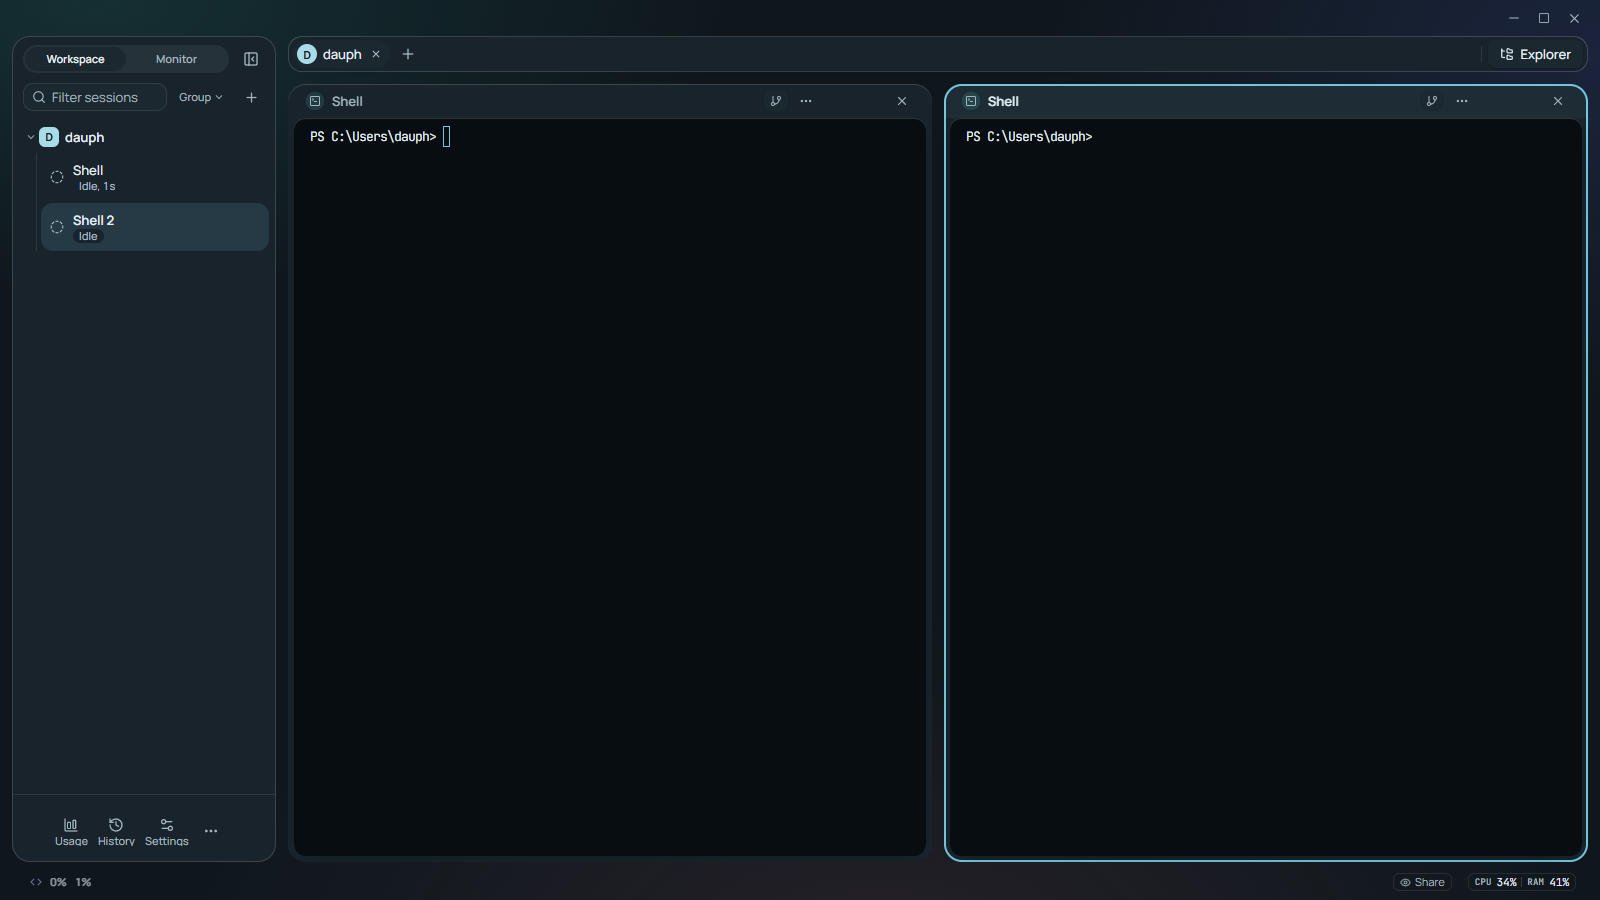 Workspace Monitor
Filter sessions Group
D dauph
Shell
Idle, 1s
Shell 2
Idle
Usage History Settings
0% 1%
D dauph
Explorer
Shell
PS C:\Users\dauph>
Shell
PS C:\Users\dauph>
Share
CPU 34% RAM 41%